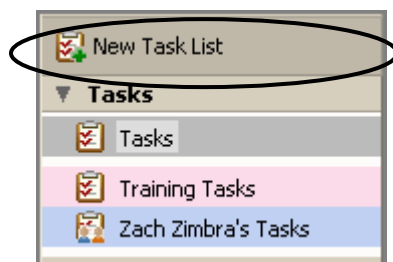 New Task List
Tasks
Tasks
Training Tasks
Zach Zimbra's Tasks